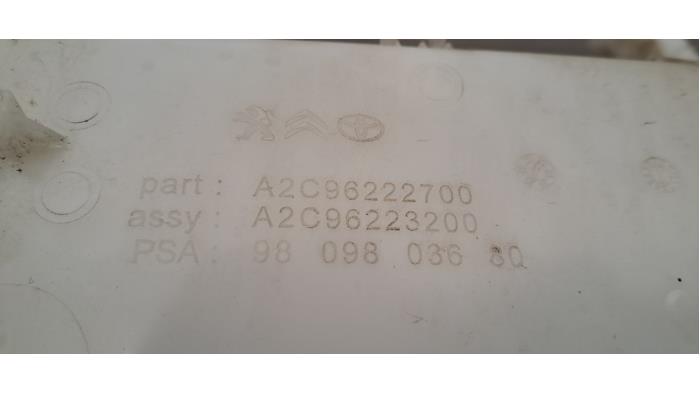 part : A2C96222700
assy : A2C96223200
PSA : 98 098 036 80